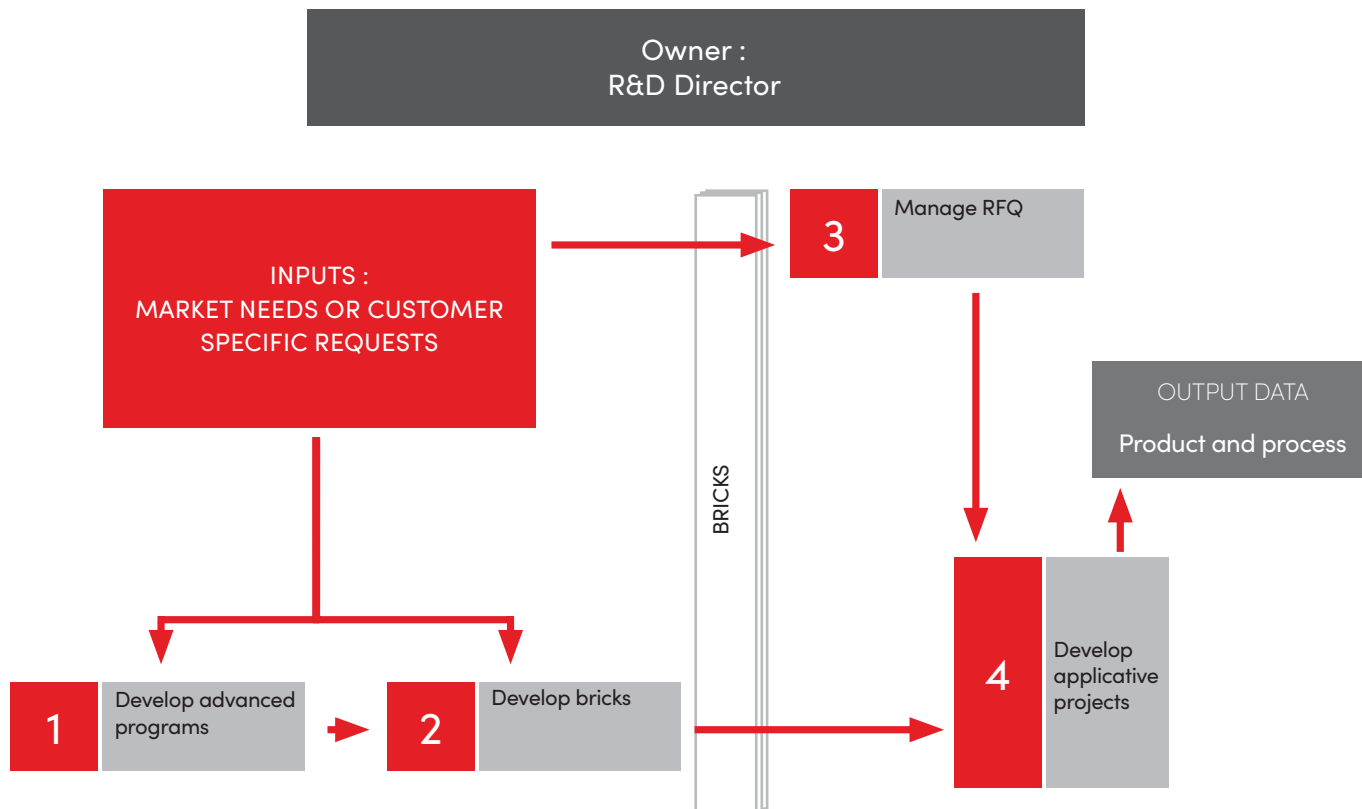 Owner :
R&D Director
INPUTS :
MARKET NEEDS OR CUSTOMER
SPECIFIC REQUESTS
BRICKS
3
Manage RFQ
OUTPUT DATA
Product and process
1
Develop advanced
programs
2
Develop bricks
4
Develop
applicative
projects